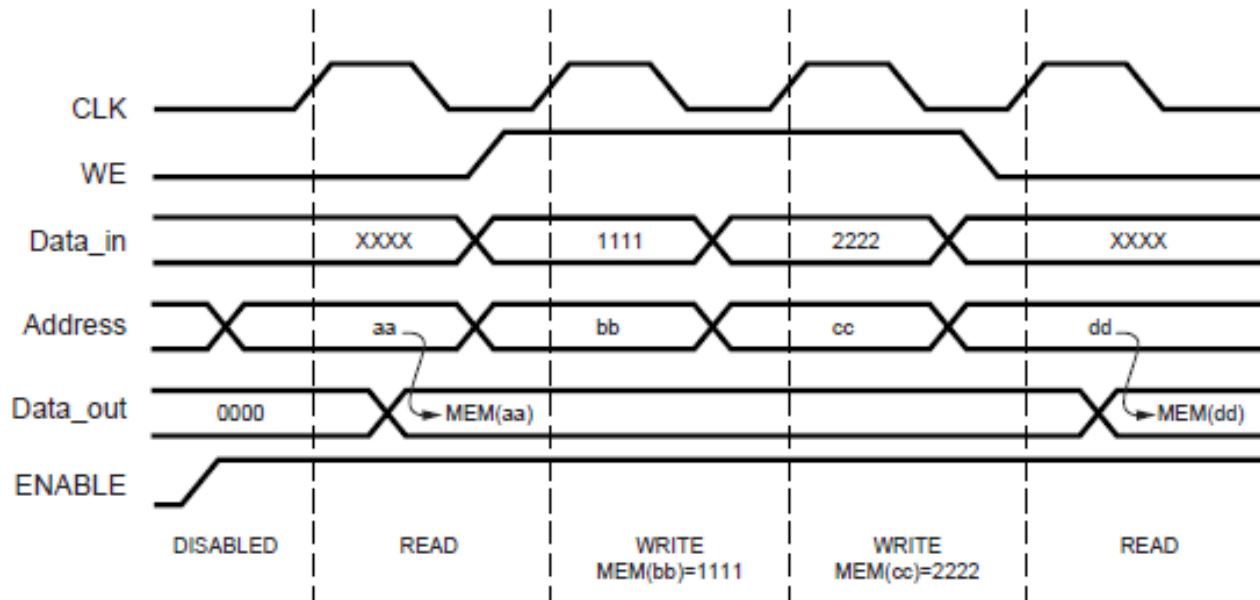 CLK
WE
Data_in XXXX 1111 2222 XXXX
Address aa bb cc dd
Data_out 0000 MEM(aa) MEM(dd)
ENABLE
DISABLED READ WRITE WRITE READ
MEM(bb)=1111 MEM(cc)=2222